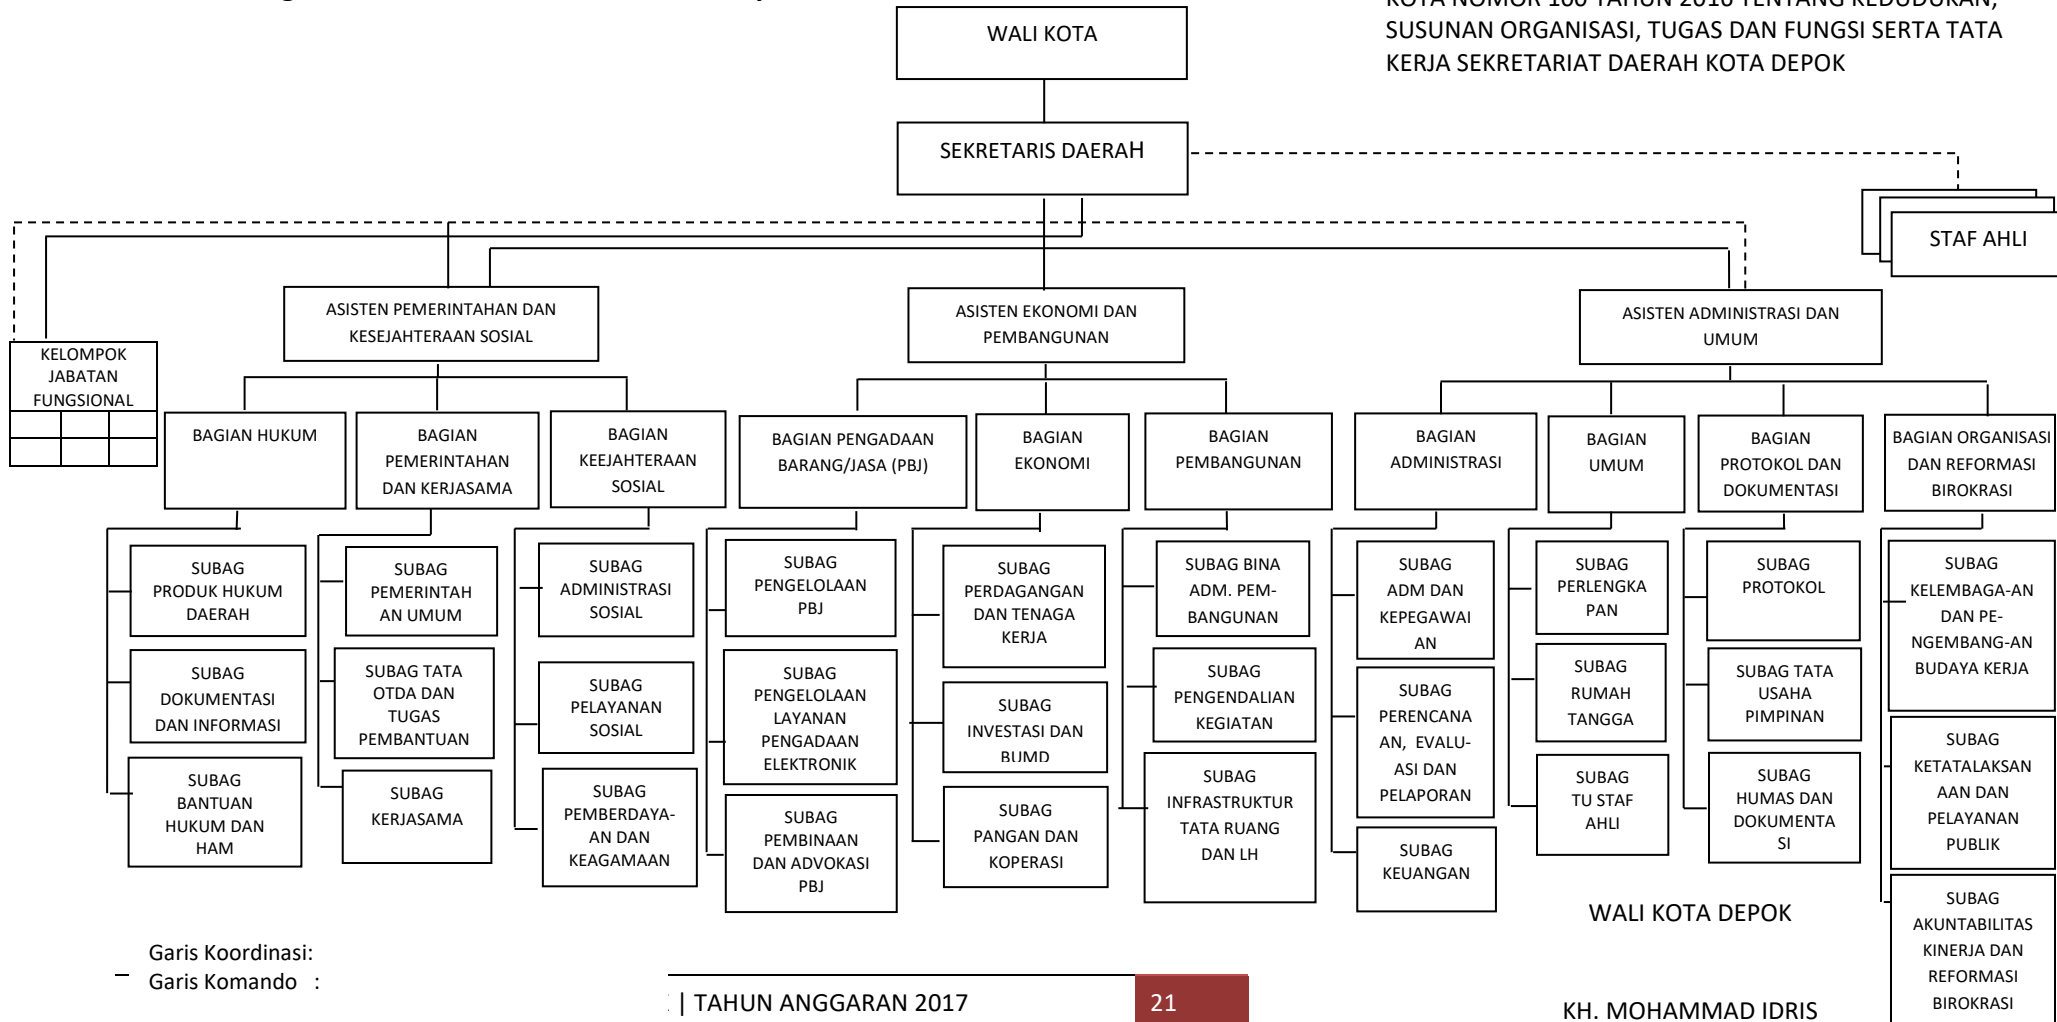 KOTA NOMOR 100 TAHUN 2016 TENTANG KEDUDUKAN,
SUSUNAN ORGANISASI, TUGAS DAN FUNGSI SERTA TATA
KERJA SEKRETARIAT DAERAH KOTA DEPOK
WALI KOTA
SEKRETARIS DAERAH
STAF AHLI
ASISTEN PEMERINTAHAN DAN
KESEJAHTERAAN SOSIAL
ASISTEN EKONOMI DAN
PEMBANGUNAN
ASISTEN ADMINISTRASI DAN
UMUM
KELOMPOK
JABATAN
FUNGSIONAL
BAGIAN HUKUM
BAGIAN
PEMERINTAHAN
DAN KERJASAMA
BAGIAN
KEEJAHTERAAN
SOSIAL
BAGIAN PENGADAAN
BARANG/JASA (PBJ)
BAGIAN
EKONOMI
BAGIAN
PEMBANGUNAN
BAGIAN
ADMINISTRASI
BAGIAN
UMUM
BAGIAN
PROTOKOL DAN
DOKUMENTASI
BAGIAN ORGANISASI
DAN REFORMASI
BIROKRASI
SUBAG
PRODUK HUKUM
DAERAH
SUBAG
DOKUMENTASI
DAN INFORMASI
SUBAG
BANTUAN
HUKUM DAN
HAM
SUBAG
PEMERINTAH
AN UMUM
SUBAG TATA
OTDA DAN
TUGAS
PEMBANTUAN
SUBAG
KERJASAMA
SUBAG
ADMINISTRASI
SOSIAL
SUBAG
PELAYANAN
SOSIAL
SUBAG
PEMBERDAYA-
AN DAN
KEAGAMAAN
SUBAG
PENGELOLAAN
PBJ
SUBAG
PENGELOLAAN
LAYANAN
PENGADAAN
ELEKTRONIK
SUBAG
PEMBINAAN
DAN ADVOKASI
PBJ
SUBAG
PERDAGANGAN
DAN TENAGA
KERJA
SUBAG
INVESTASI DAN
BUMD
SUBAG
PANGAN DAN
KOPERASI
SUBAG BINA
ADM. PEM-
BANGUNAN
SUBAG
PENGENDALIAN
KEGIATAN
SUBAG
INFRASTRUKTUR
TATA RUANG
DAN LH
SUBAG
ADM DAN
KEPEGAWAI
AN
SUBAG
PERENCANA
AN, EVALU-
ASI DAN
PELAPORAN
SUBAG
KEUANGAN
SUBAG
PERLENGKA
PAN
SUBAG
RUMAH
TANGGA
SUBAG
TU STAF
AHLI
SUBAG
PROTOKOL
SUBAG TATA
USAHA
PIMPINAN
SUBAG
HUMAS DAN
DOKUMENTA
SI
SUBAG
KELEMBAGA-AN
DAN PE-
NGEMBANG-AN
BUDAYA KERJA
SUBAG
KETATALAKSAN
AAN DAN
PELAYANAN
PUBLIK
SUBAG
AKUNTABILITAS
KINERJA DAN
REFORMASI
BIROKRASI
WALI KOTA DEPOK
KH. MOHAMMAD IDRIS
Garis Koordinasi:
Garis Komando :
| TAHUN ANGGARAN 2017
21